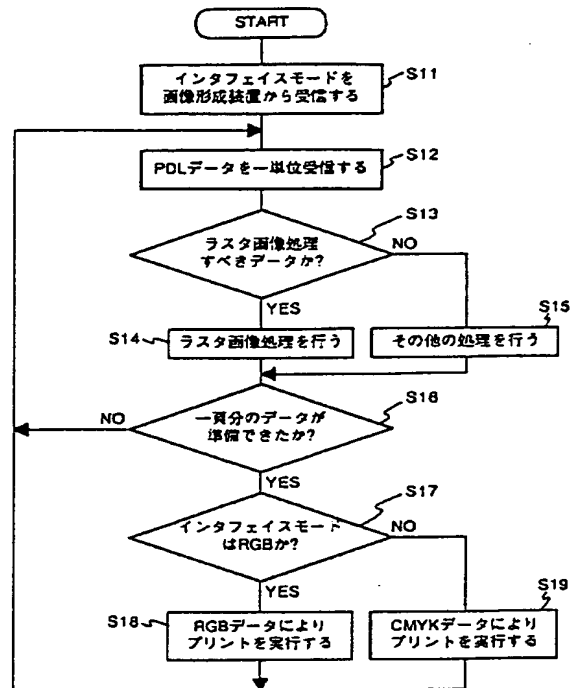 START
インタフェイスモードを
画像形成装置から受信する
S11
PDLデータを一単位受信する
S12
ラスタ画像処理
すべきデータか?
S13
NO
YES
S14
ラスタ画像処理を行う
その他の処理を行う
S15
一頁分のデータが
準備できたか?
S16
NO
YES
インタフェイスモード
はRGBか?
S17
NO
YES
S18
RGBデータにより
プリントを実行する
CMYKデータにより
プリントを実行する
S19